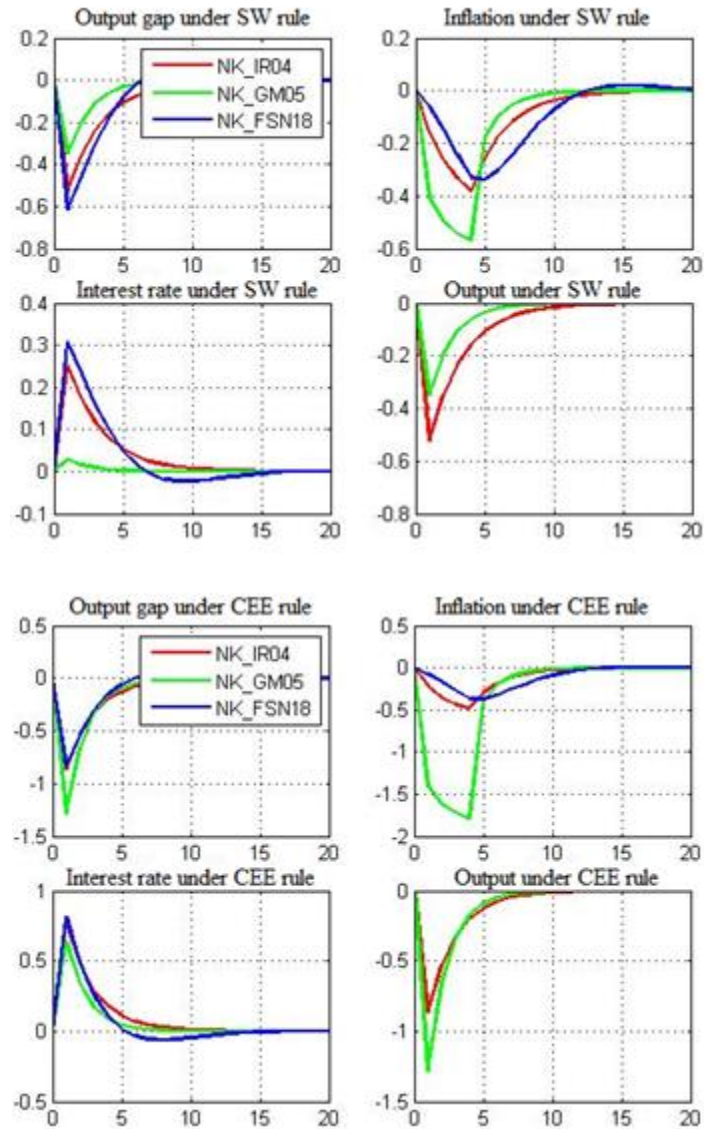 Output gap under SW rule
0.2
0
-0.2
-0.4
-0.6
-0.8
0 5 10 15 20
NK_IR04
NK_GM05
NK_FSN18
Inflation under SW rule
0.2
0
-0.2
-0.4
-0.6
0 5 10 15 20
Interest rate under SW rule
0.4
0.3
0.2
0.1
0
-0.1
0 5 10 15 20
Output under SW rule
0
-0.2
-0.4
-0.6
-0.8
0 5 10 15 20
Output gap under CEE rule
0.5
0
-0.5
-1
-1.5
0 5 10 15 20
NK_IR04
NK_GM05
NK_FSN18
Inflation under CEE rule
0.5
0
-0.5
-1
-1.5
-2
0 5 10 15 20
Interest rate under CEE rule
1
0.5
0
-0.5
0 5 10 15 20
Output under CEE rule
0
-0.5
-1
-1.5
0 5 10 15 20